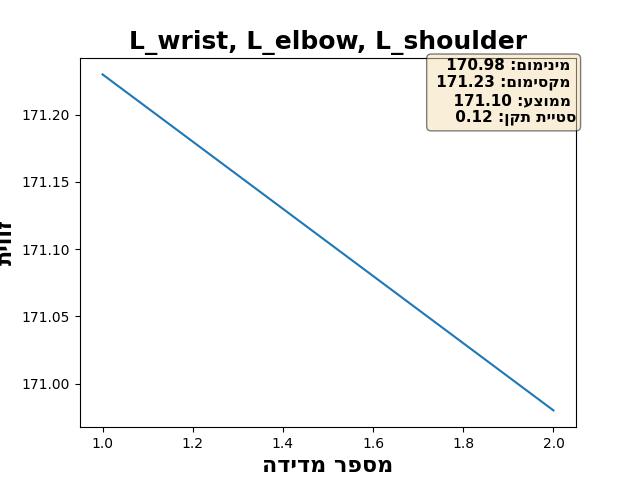 L_wrist, L_elbow, L_shoulder
מינימום: 170.98
מקסימום: 171.23
ממוצע: 171.10
סטיית תקן: 0.12
171.20
171.15
171.10
171.05
171.00
זווית
1.0 1.2 1.4 1.6 1.8 2.0
מספר מדידה